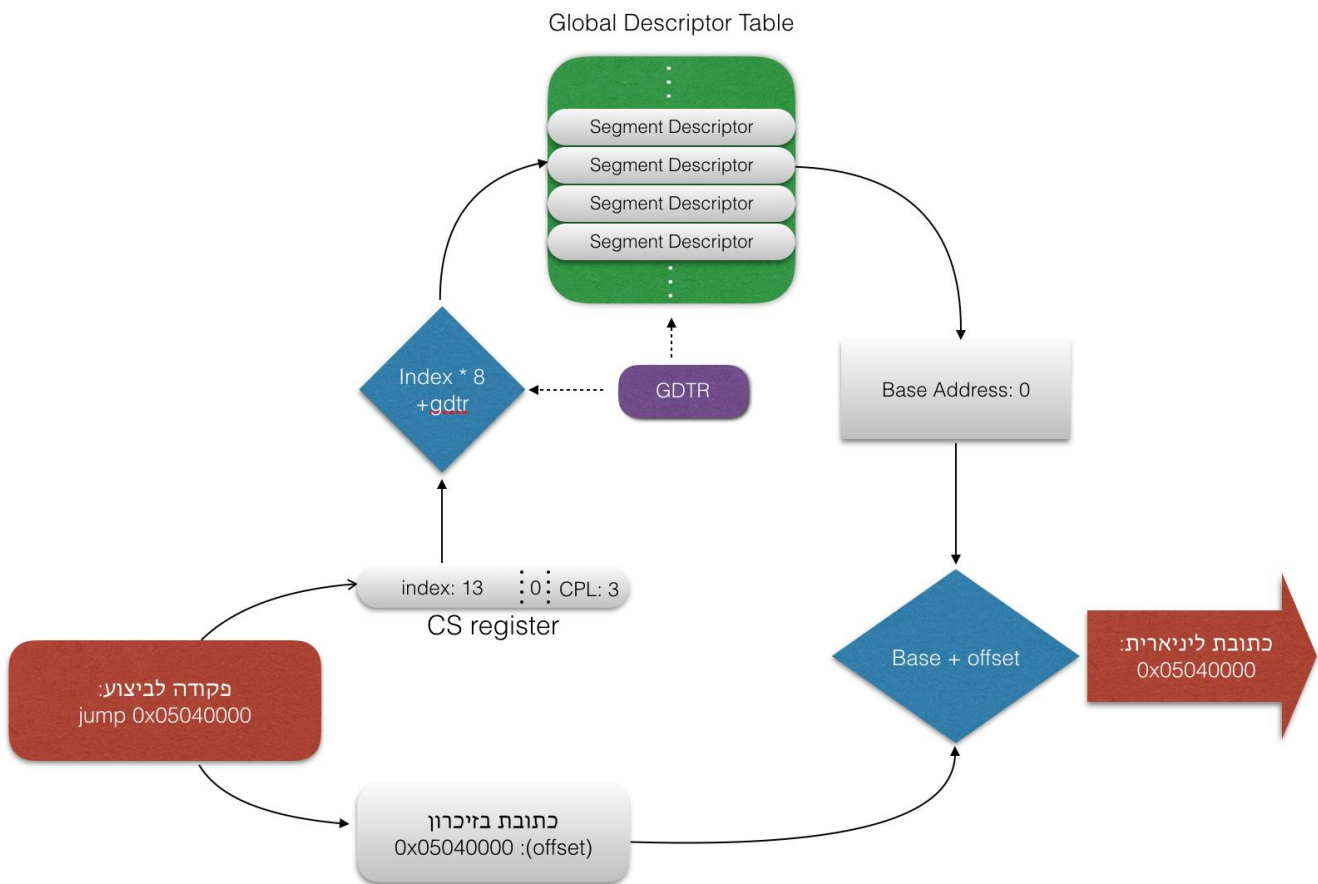 Global Descriptor Table
Segment Descriptor
Segment Descriptor
Segment Descriptor
Segment Descriptor
Index * 8
+gdtr
GDTR
Base Address: 0
index: 13 0 CPL: 3
CS register
פקודה לביצוע:
jump 0x05040000
Base + offset
כתובת ליניארית:
0x05040000
כתובת בזיכרון
(offset): 0x05040000